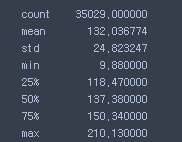 count 35029,000000
mean 132,036774
std 24,823247
min 9,880000
25% 118,470000
50% 137,380000
75% 150,340000
max 210,130000